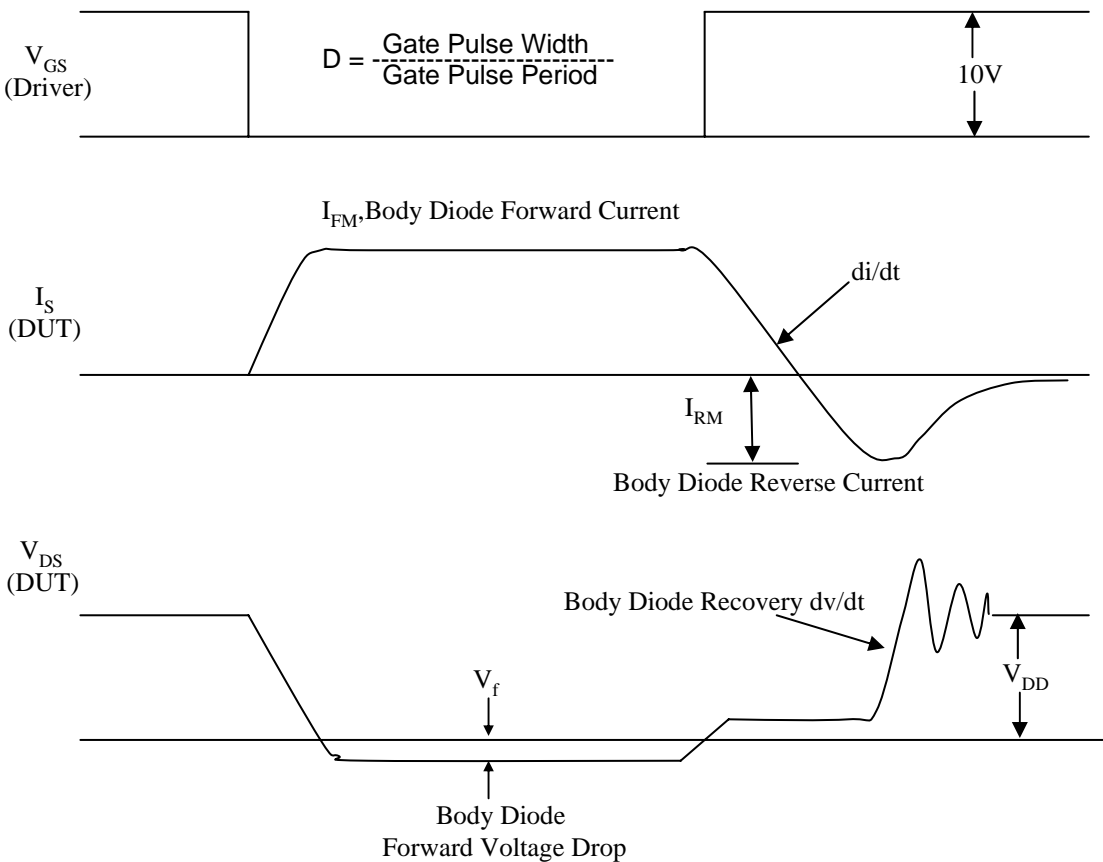 V_GS
(Driver)
D = Gate Pulse Width
Gate Pulse Period
10V
I_FM,Body Diode Forward Current
di/dt
I_S
(DUT)
I_RM
Body Diode Reverse Current
V_DS
(DUT)
Body Diode Recovery dv/dt
V_f
V_DD
Body Diode
Forward Voltage Drop